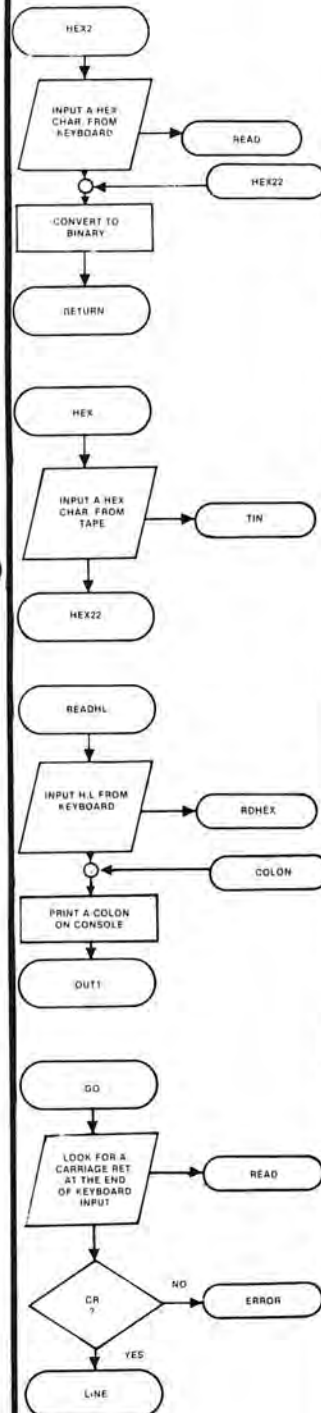 HEX2
INPUT A HEX
CHAR. FROM
KEYBOARD
READ
HEX22
CONVERT TO
BINARY
RETURN
HEX
INPUT A HEX
CHAR. FROM
TAPE
TIN
HEX22
READHL
INPUT H.L FROM
KEYBOARD
RDHEX
COLON
PRINT A COLON
ON CONSOLE
OUT1
GO
LOOK FOR A
CARRIAGE RET
AT THE END
OF KEYBOARD
INPUT
READ
CR
?
NO
ERROR
YES
LINE